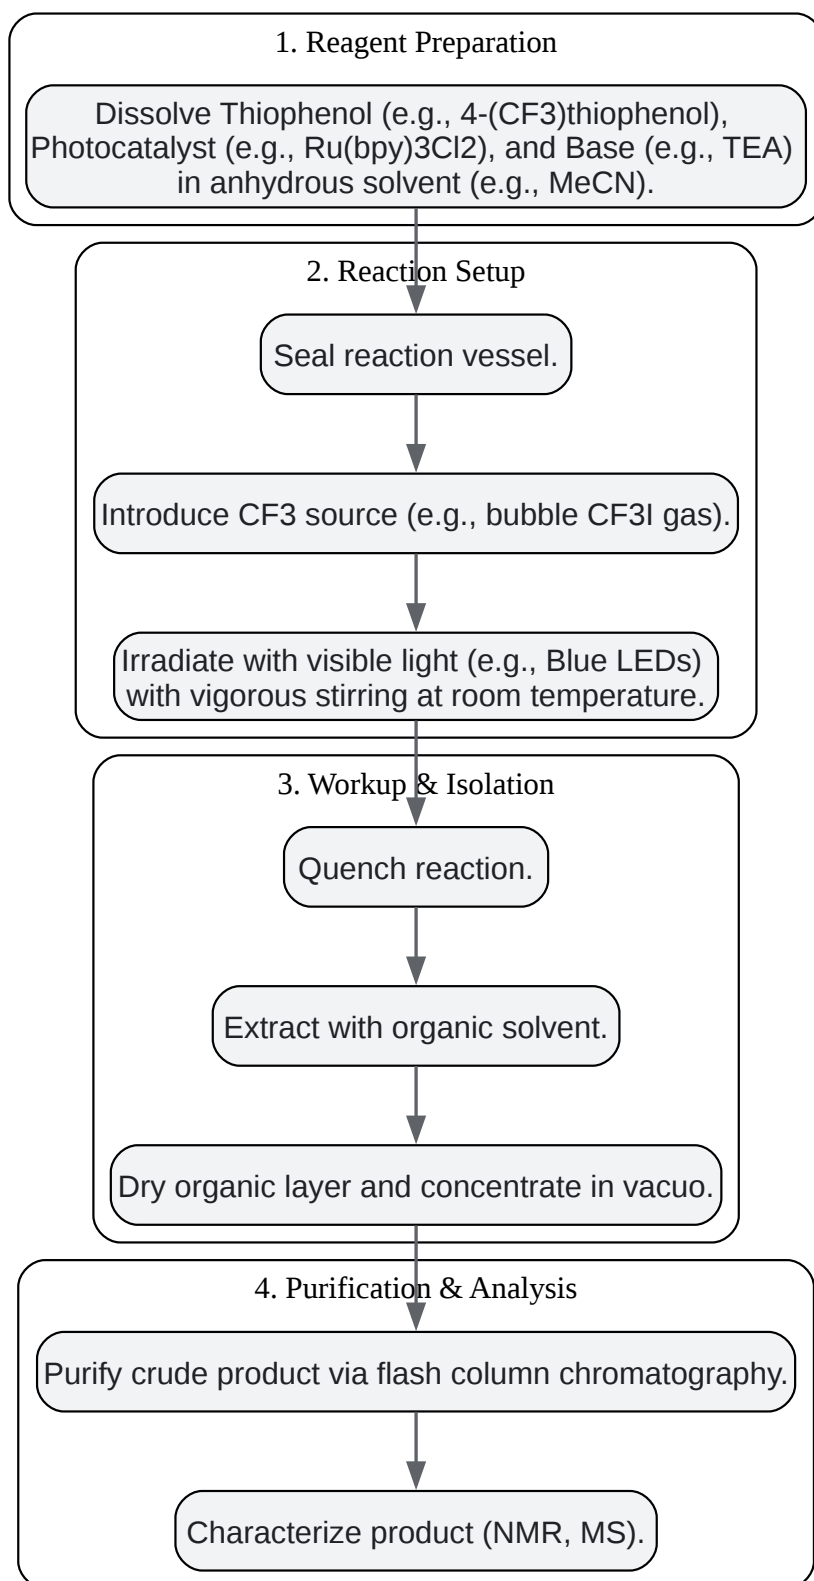 1. Reagent Preparation
Dissolve Thiophenol (e.g., 4-(CF3)thiophenol),
Photocatalyst (e.g., Ru(bpy)3Cl2), and Base (e.g., TEA)
in anhydrous solvent (e.g., MeCN).
2. Reaction Setup
Seal reaction vessel.
Introduce CF3 source (e.g., bubble CF3I gas).
Irradiate with visible light (e.g., Blue LEDs)
with vigorous stirring at room temperature.
3. Workup & Isolation
Quench reaction.
Extract with organic solvent.
Dry organic layer and concentrate in vacuo.
4. Purification & Analysis
Purify crude product via flash column chromatography.
Characterize product (NMR, MS).